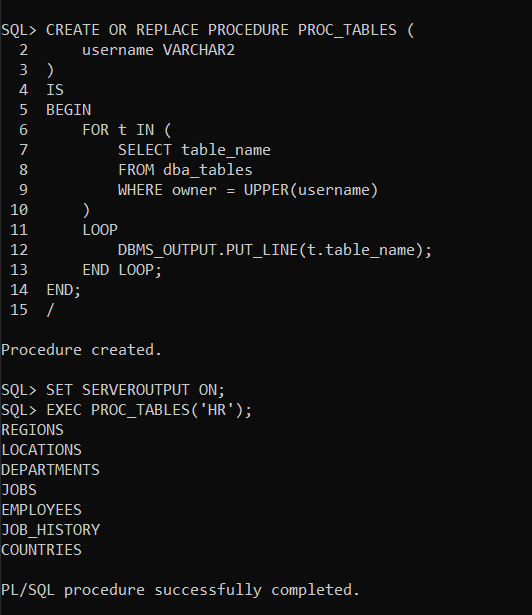 SQL> CREATE OR REPLACE PROCEDURE PROC_TABLES (
  2      username VARCHAR2
  3  )
  4  IS
  5  BEGIN
  6      FOR t IN (
  7          SELECT table_name
  8          FROM dba_tables
  9          WHERE owner = UPPER(username)
 10      )
 11      LOOP
 12          DBMS_OUTPUT.PUT_LINE(t.table_name);
 13      END LOOP;
 14  END;
 15  /
Procedure created.
SQL> SET SERVEROUTPUT ON;
SQL> EXEC PROC_TABLES('HR');
REGIONS
LOCATIONS
DEPARTMENTS
JOBS
EMPLOYEES
JOB_HISTORY
COUNTRIES
PL/SQL procedure successfully completed.